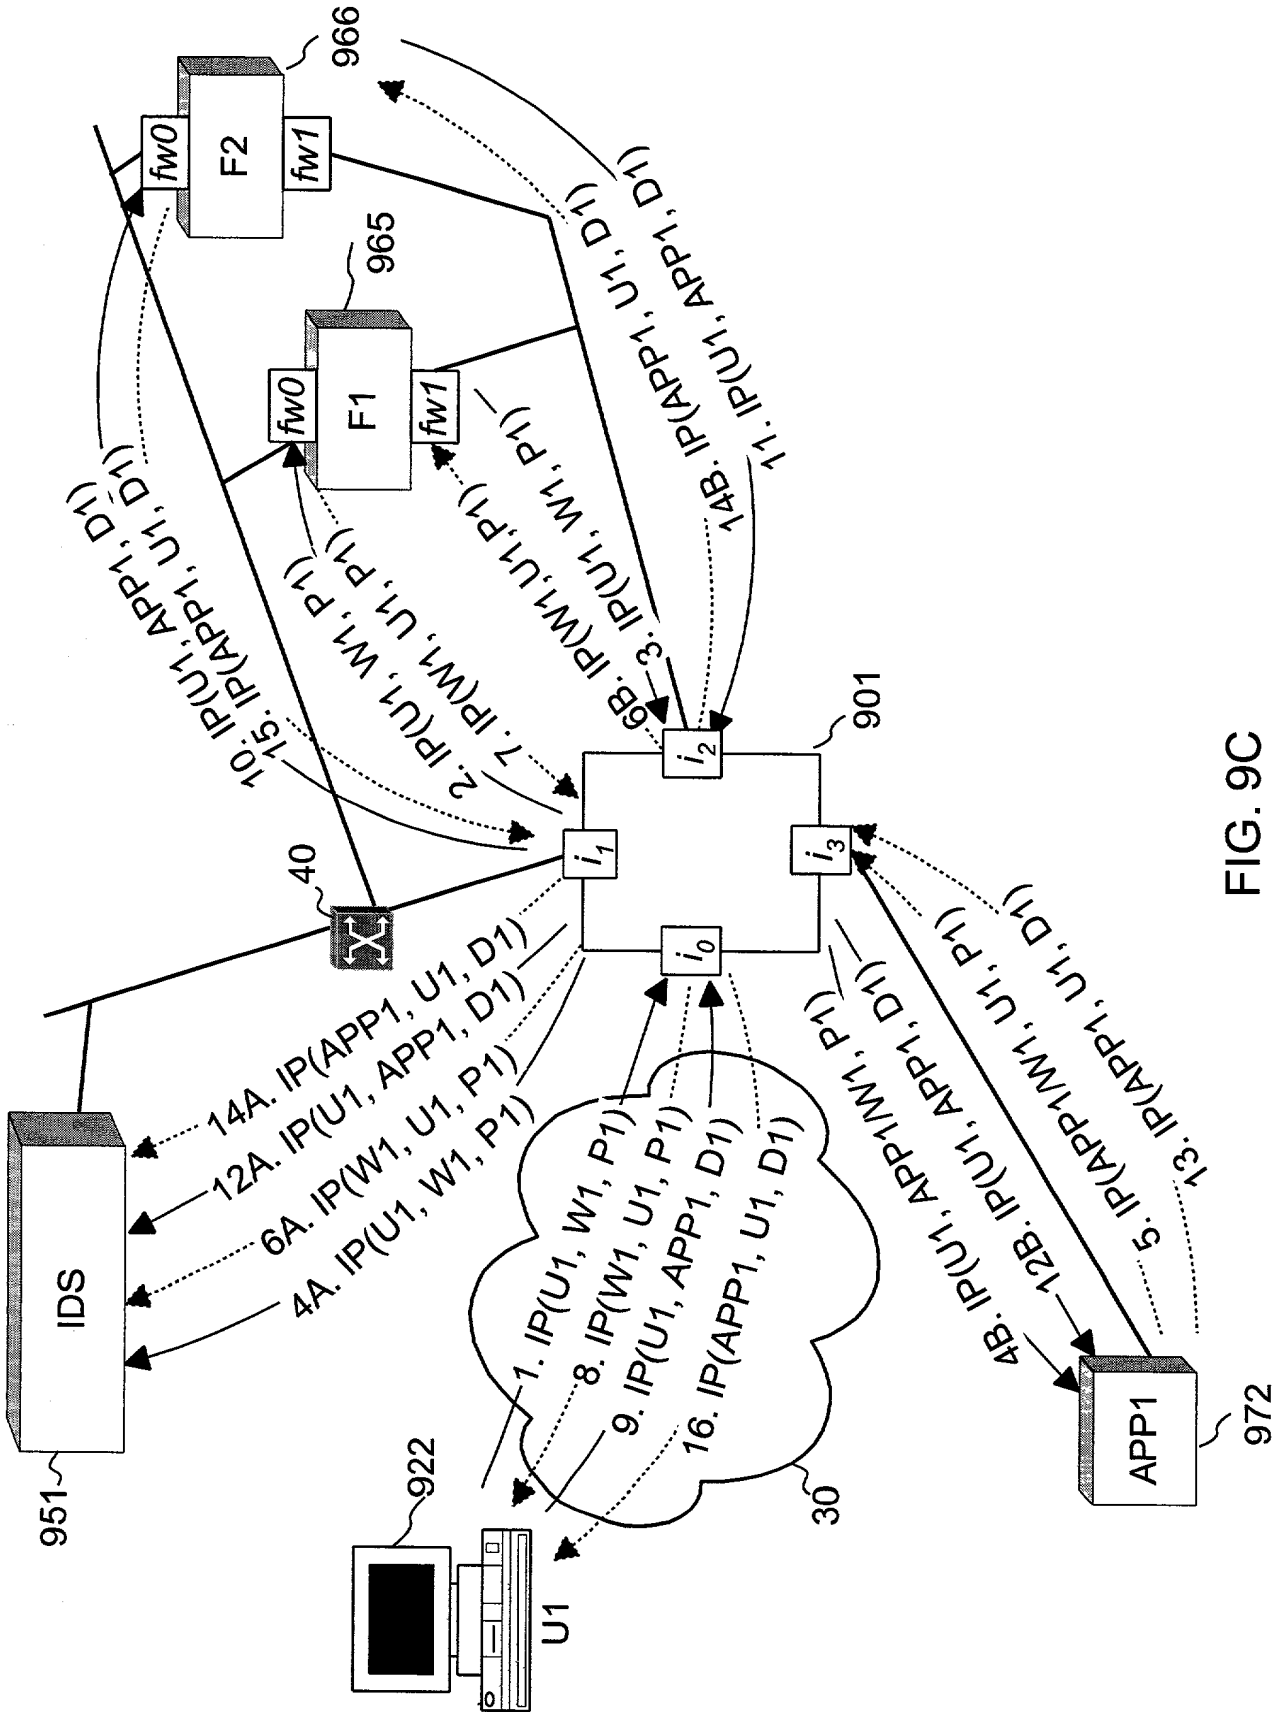 951
IDS
922
U1
14A. IP(APP1, U1, D1)
12A. IP(U1, APP1, D1)
6A. IP(W1, U1, P1)
4A. IP(U1, W1, P1)
40
10. IP(U1, APP1, D1)
15. IP(APP1, U1, D1)
2. IP(U1, W1, P1)
7. IP(W1, U1, P1)
fw0
F2
fw1
966
fw0
F1
fw1
965
1. IP(U1, W1, P1)
8. IP(W1, U1, P1)
9. IP(U1, APP1, D1)
16. IP(APP1, U1, D1)
30
i1
i0
i2
i3
901
6B. IP(W1,U1,P1)
3. IP(U1, W1, P1)
14B. IP(APP1, U1, D1)
11. IP(U1, APP1, D1)
4B. IP(U1, APP1/W1, P1)
12B. IP(U1, APP1, D1)
5. IP(APP1/W1, U1, P1)
13. IP(APP1, U1, D1)
APP1
972
FIG. 9C